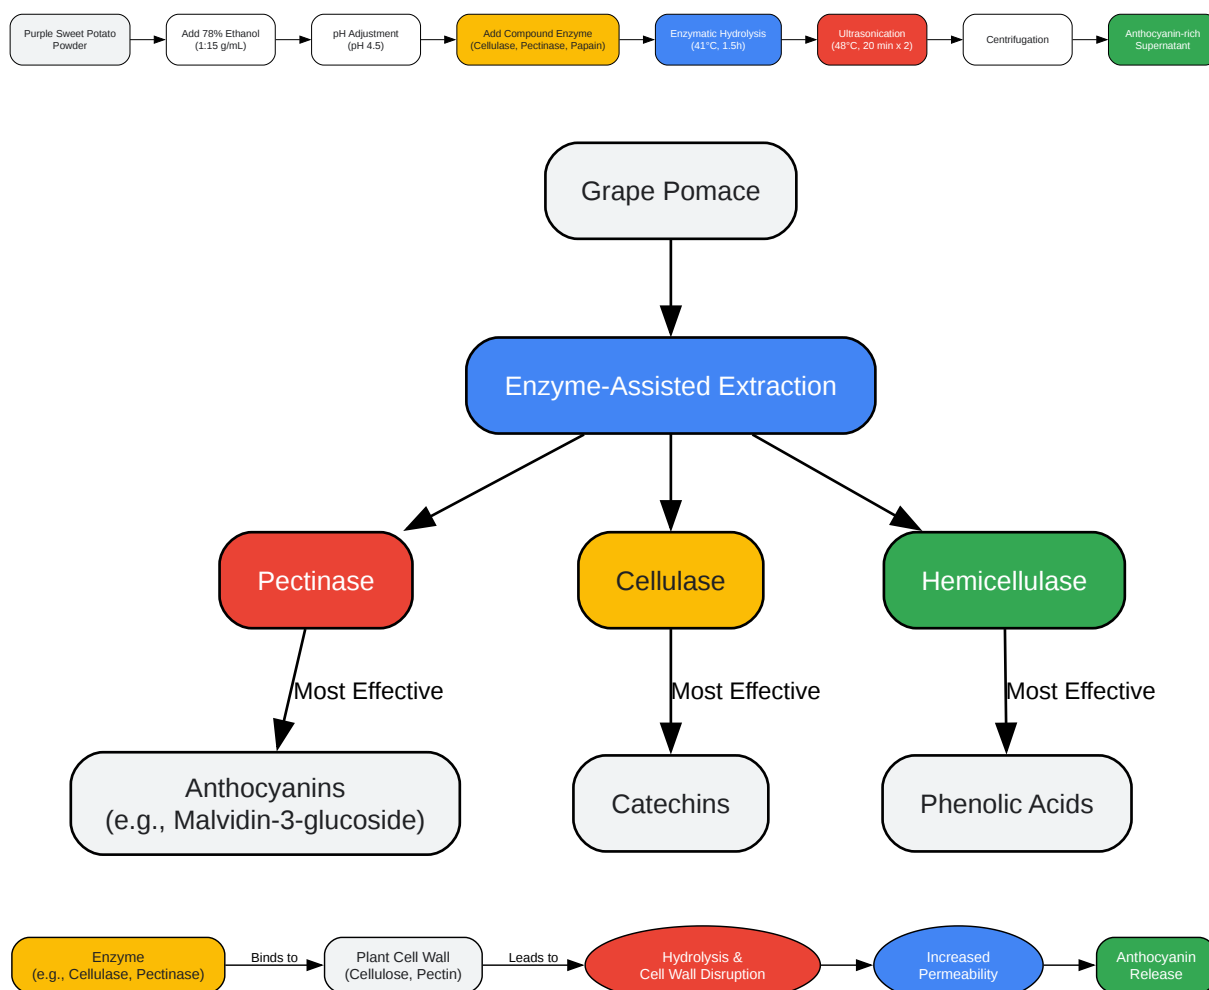 Purple Sweet Potato
Powder
Add 78% Ethanol
(1:15 g/mL)
pH Adjustment
(pH 4.5)
Add Compound Enzyme
(Cellulase, Pectinase, Papain)
Enzymatic Hydrolysis
(41°C, 1.5h)
Ultrasonication
(48°C, 20 min x 2)
Centrifugation
Anthocyanin-rich
Supernatant
Grape Pomace
Enzyme-Assisted Extraction
Pectinase
Cellulase
Hemicellulase
Most Effective
Most Effective
Most Effective
Anthocyanins
(e.g., Malvidin-3-glucoside)
Catechins
Phenolic Acids
Enzyme
(e.g., Cellulase, Pectinase)
Binds to
Plant Cell Wall
(Cellulose, Pectin)
Leads to
Hydrolysis &
Cell Wall Disruption
Increased
Permeability
Anthocyanin
Release